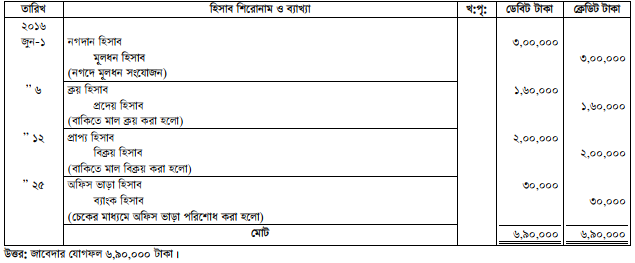 তারিখ হিসাব শিরোনাম ও ব্যাখ্যা খ:পৃ: ডেবিট টাকা ক্রেডিট টাকা
২০১৬
জুন-১ নগদান হিসাব ৩,০০,০০০
মূলধন হিসাব ৩,০০,০০০
(নগদে মূলধন সংযোজন)
” ৬ ক্রয় হিসাব ১,৬০,০০০
প্রদেয় হিসাব ১,৬০,০০০
(বাকিতে মাল ক্রয় করা হলো)
” ১২ প্রাপ্য হিসাব ২,০০,০০০
বিক্রয় হিসাব ২,০০,০০০
(বাকিতে মাল বিক্রয় করা হলো)
” ২৫ অফিস ভাড়া হিসাব ৩০,০০০
ব্যাংক হিসাব ৩০,০০০
(চেকের মাধ্যমে অফিস ভাড়া পরিশোধ করা হলো)
মোট ৬,৯০,০০০ ৬,৯০,০০০
উত্তর: জাবেদার যোগফল ৬,৯০,০০০ টাকা।